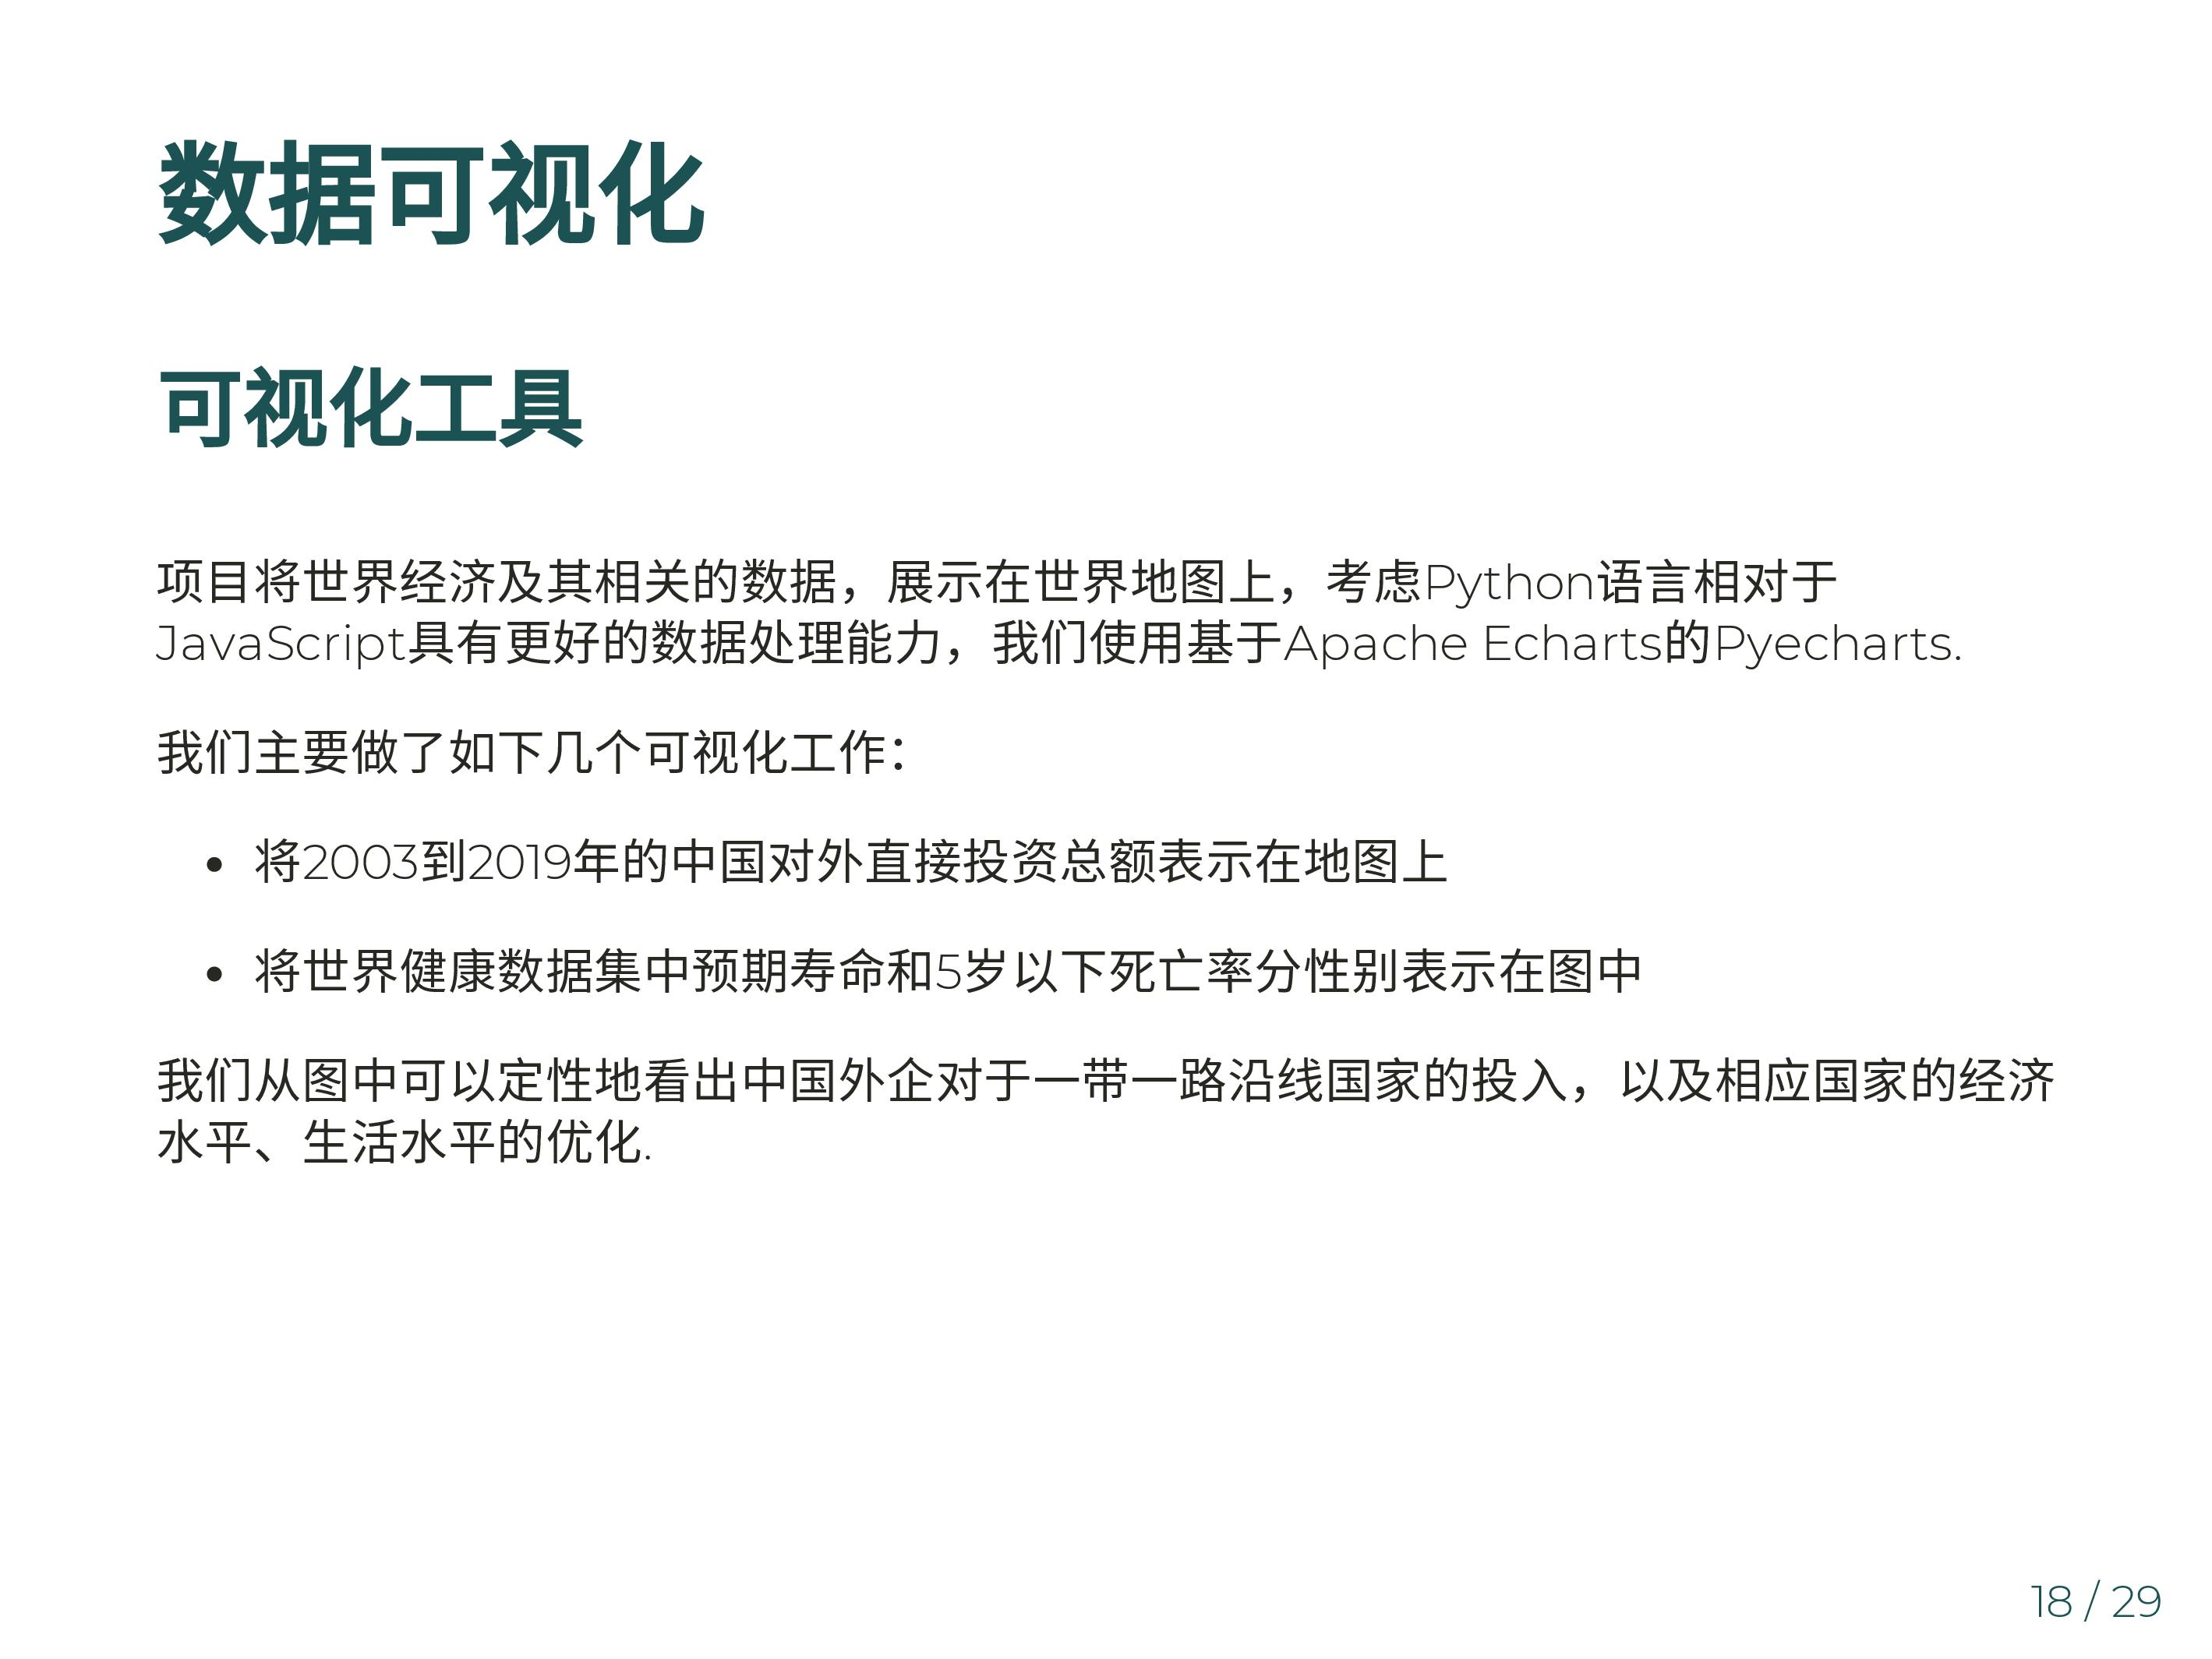 数据可视化
可视化工具
项目将世界经济及其相关的数据，展示在世界地图上，考虑Python语言相对于
JavaScript具有更好的数据处理能力，我们使用基于Apache Echarts的Pyecharts.
我们主要做了如下几个可视化工作：
• 将2003到2019年的中国对外直接投资总额表示在地图上
• 将世界健康数据集中预期寿命和5岁以下死亡率分性别表示在图中
我们从图中可以定性地看出中国外企对于一带一路沿线国家的投入，以及相应国家的经济
水平、生活水平的优化.
18 / 29